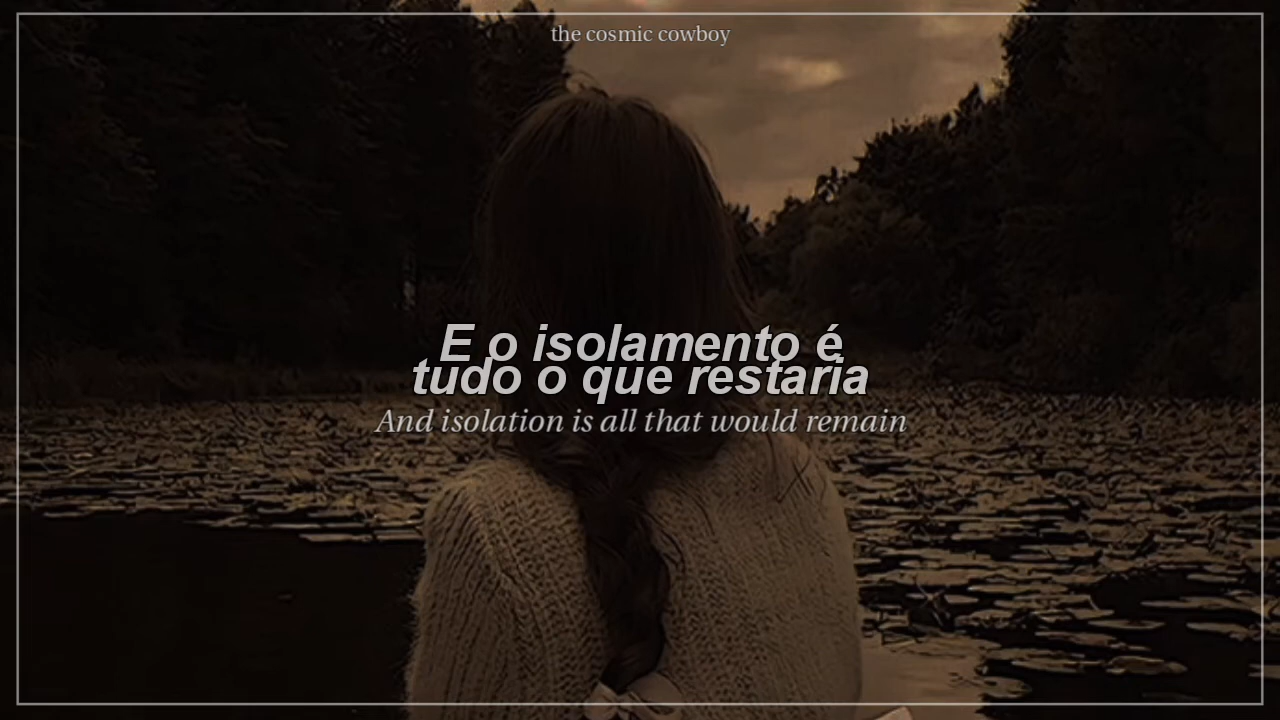 the cosmic cowboy
E o isolamento é
tudo o que restaria
And isolation is all that would remain